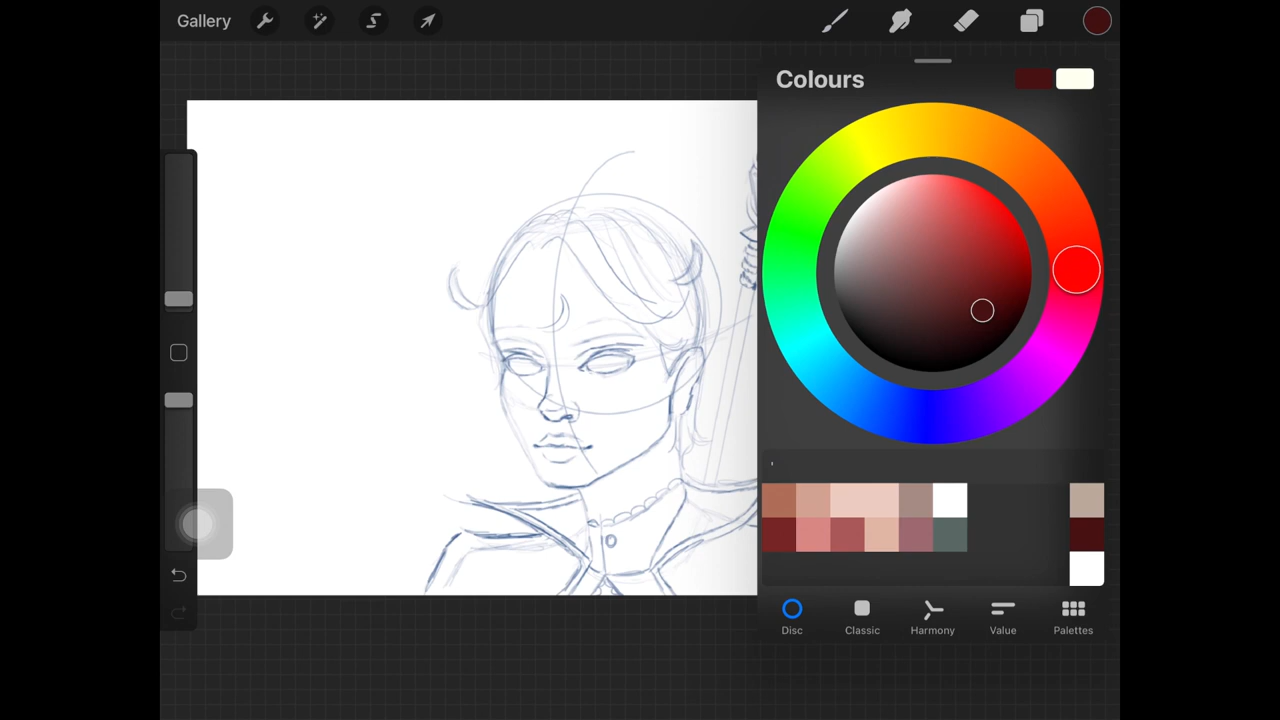 Gallery
Colours
Disc
Classic
Harmony
Value
Palettes